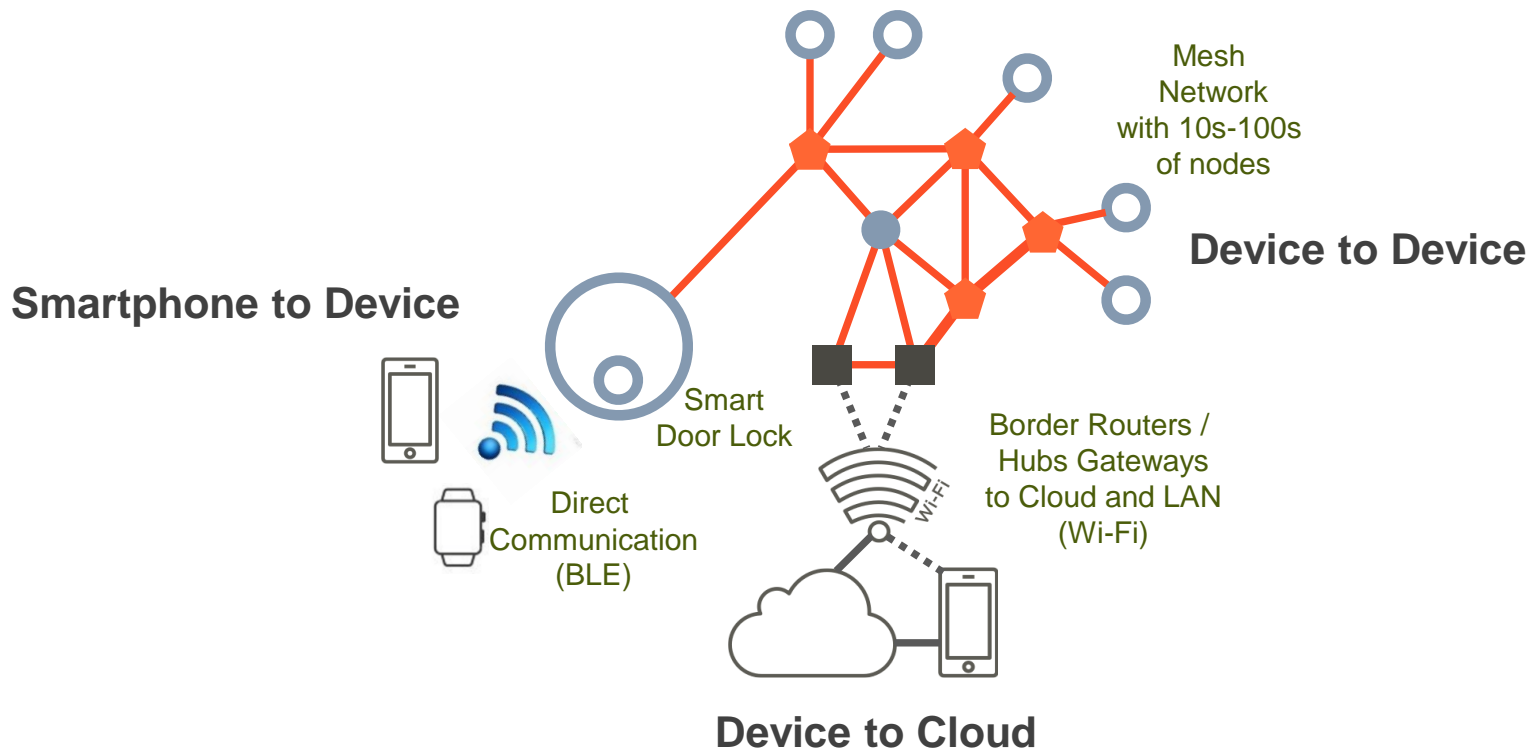 Mesh
Network
with 10s-100s
of nodes
Device to Device
Smartphone to Device
Smart
Door Lock
Direct
Communication
(BLE)
Border Routers /
Hubs Gateways
to Cloud and LAN
(Wi-Fi)
Wi-Fi
Device to Cloud